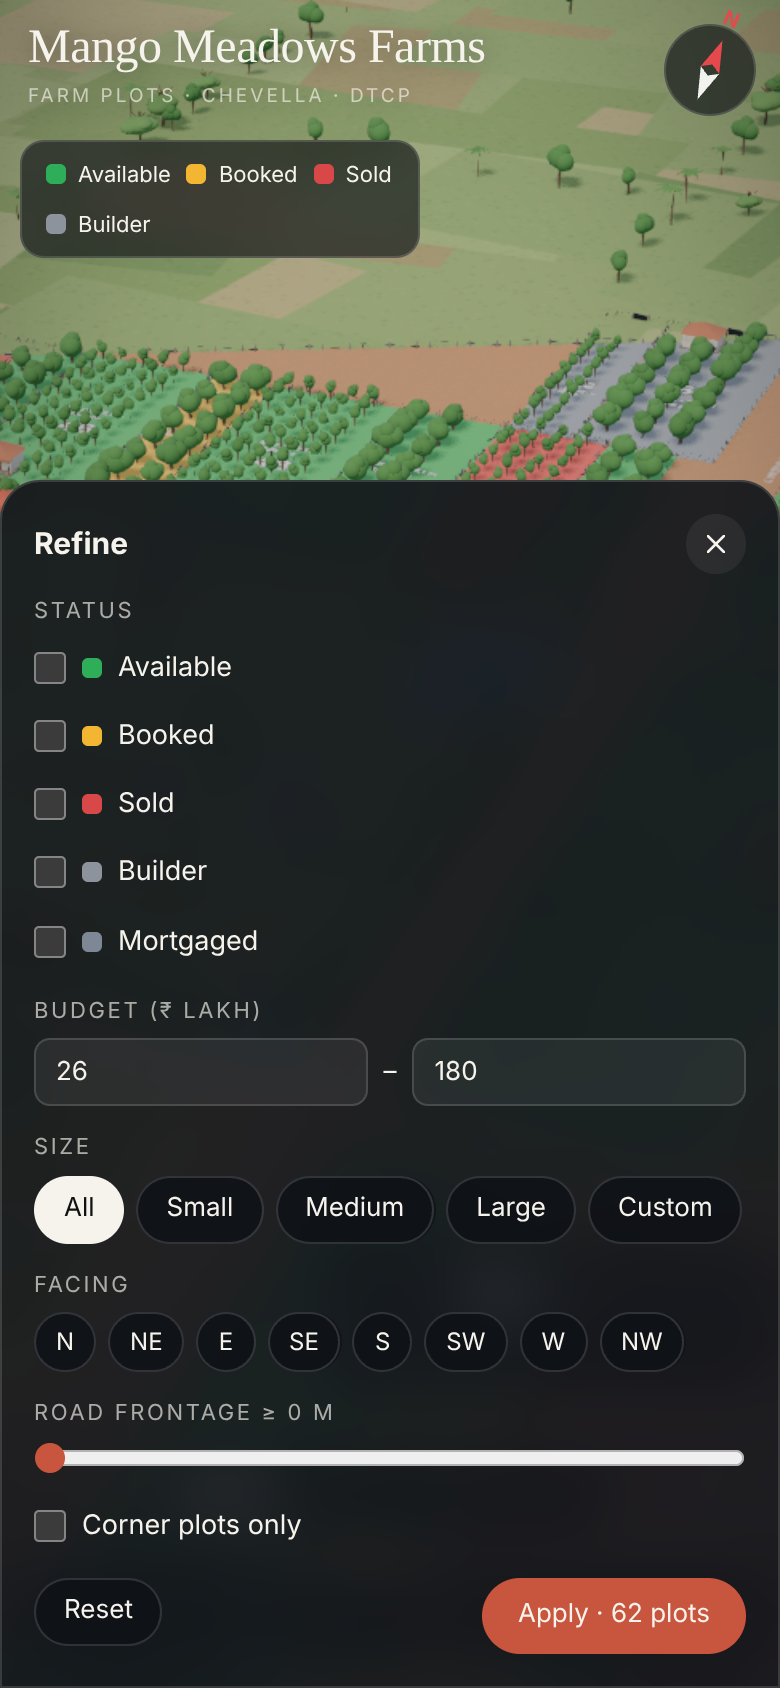 Mango Meadows Farms
N
FARM PLOTS · CHEVELLA · DTCP
Available Booked Sold
Builder
Refine
STATUS
Available
Booked
Sold
Builder
Mortgaged
BUDGET (₹ LAKH)
26 – 180
SIZE
All Small Medium Large Custom
FACING
N NE E SE S SW W NW
ROAD FRONTAGE ≥ 0 M
Corner plots only
Reset Apply · 62 plots